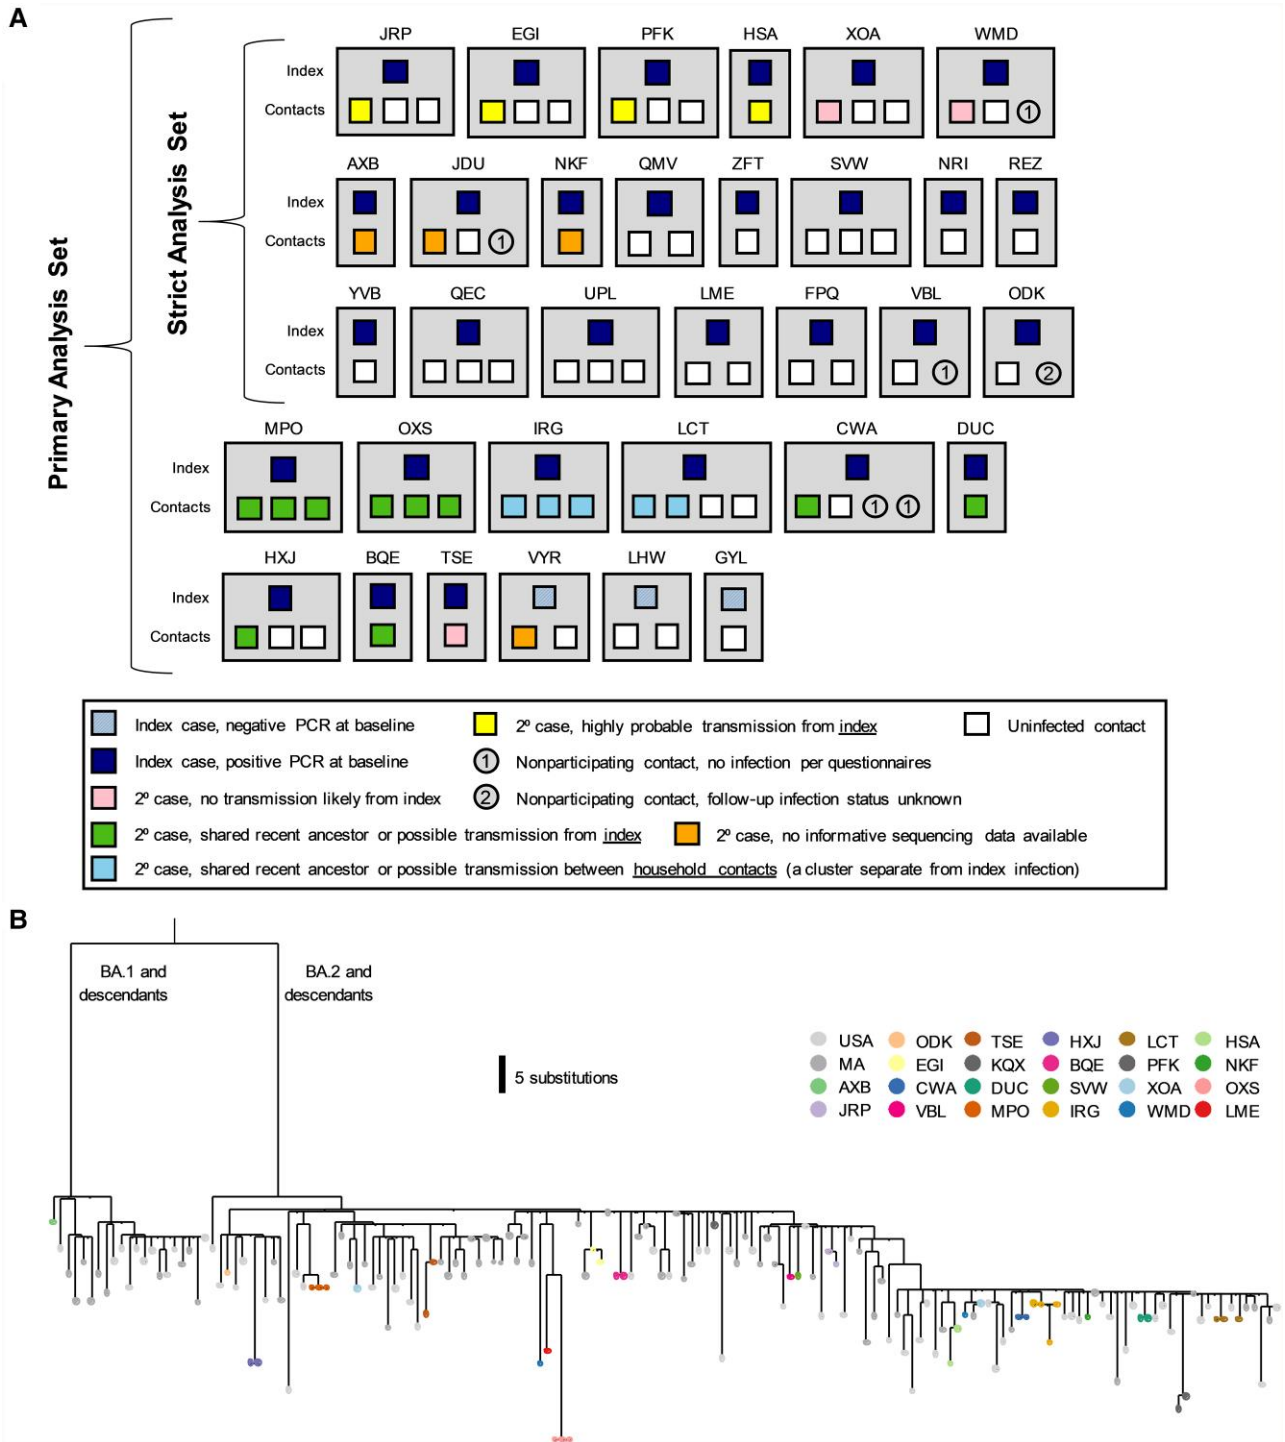 A
Primary Analysis Set
Strict Analysis Set
JRP EGI PFK HSA XOA WMD
Index
Contacts 1
AXB JDU NKF QMV ZFT SVW NRI REZ
Index
Contacts 1
YVB QEC UPL LME FPQ VBL ODK
Index
Contacts 1 2
MPO OXS IRG LCT CWA DUC
Index
Contacts 1 1
HXJ BQE TSE VYR LHW GYL
Index
Contacts
Index case, negative PCR at baseline 2º case, highly probable transmission from index Uninfected contact
Index case, positive PCR at baseline 1 Nonparticipating contact, no infection per questionnaires
2º case, no transmission likely from index 2 Nonparticipating contact, follow-up infection status unknown
2º case, shared recent ancestor or possible transmission from index 2º case, no informative sequencing data available
2º case, shared recent ancestor or possible transmission between household contacts (a cluster separate from index infection)
B
BA.1 and
descendants
BA.2 and
descendants
5 substitutions
USA ODK TSE HXJ LCT HSA
MA EGI KQX BQE PFK NKF
AXB CWA DUC SVW XOA OXS
JRP VBL MPO IRG WMD LME